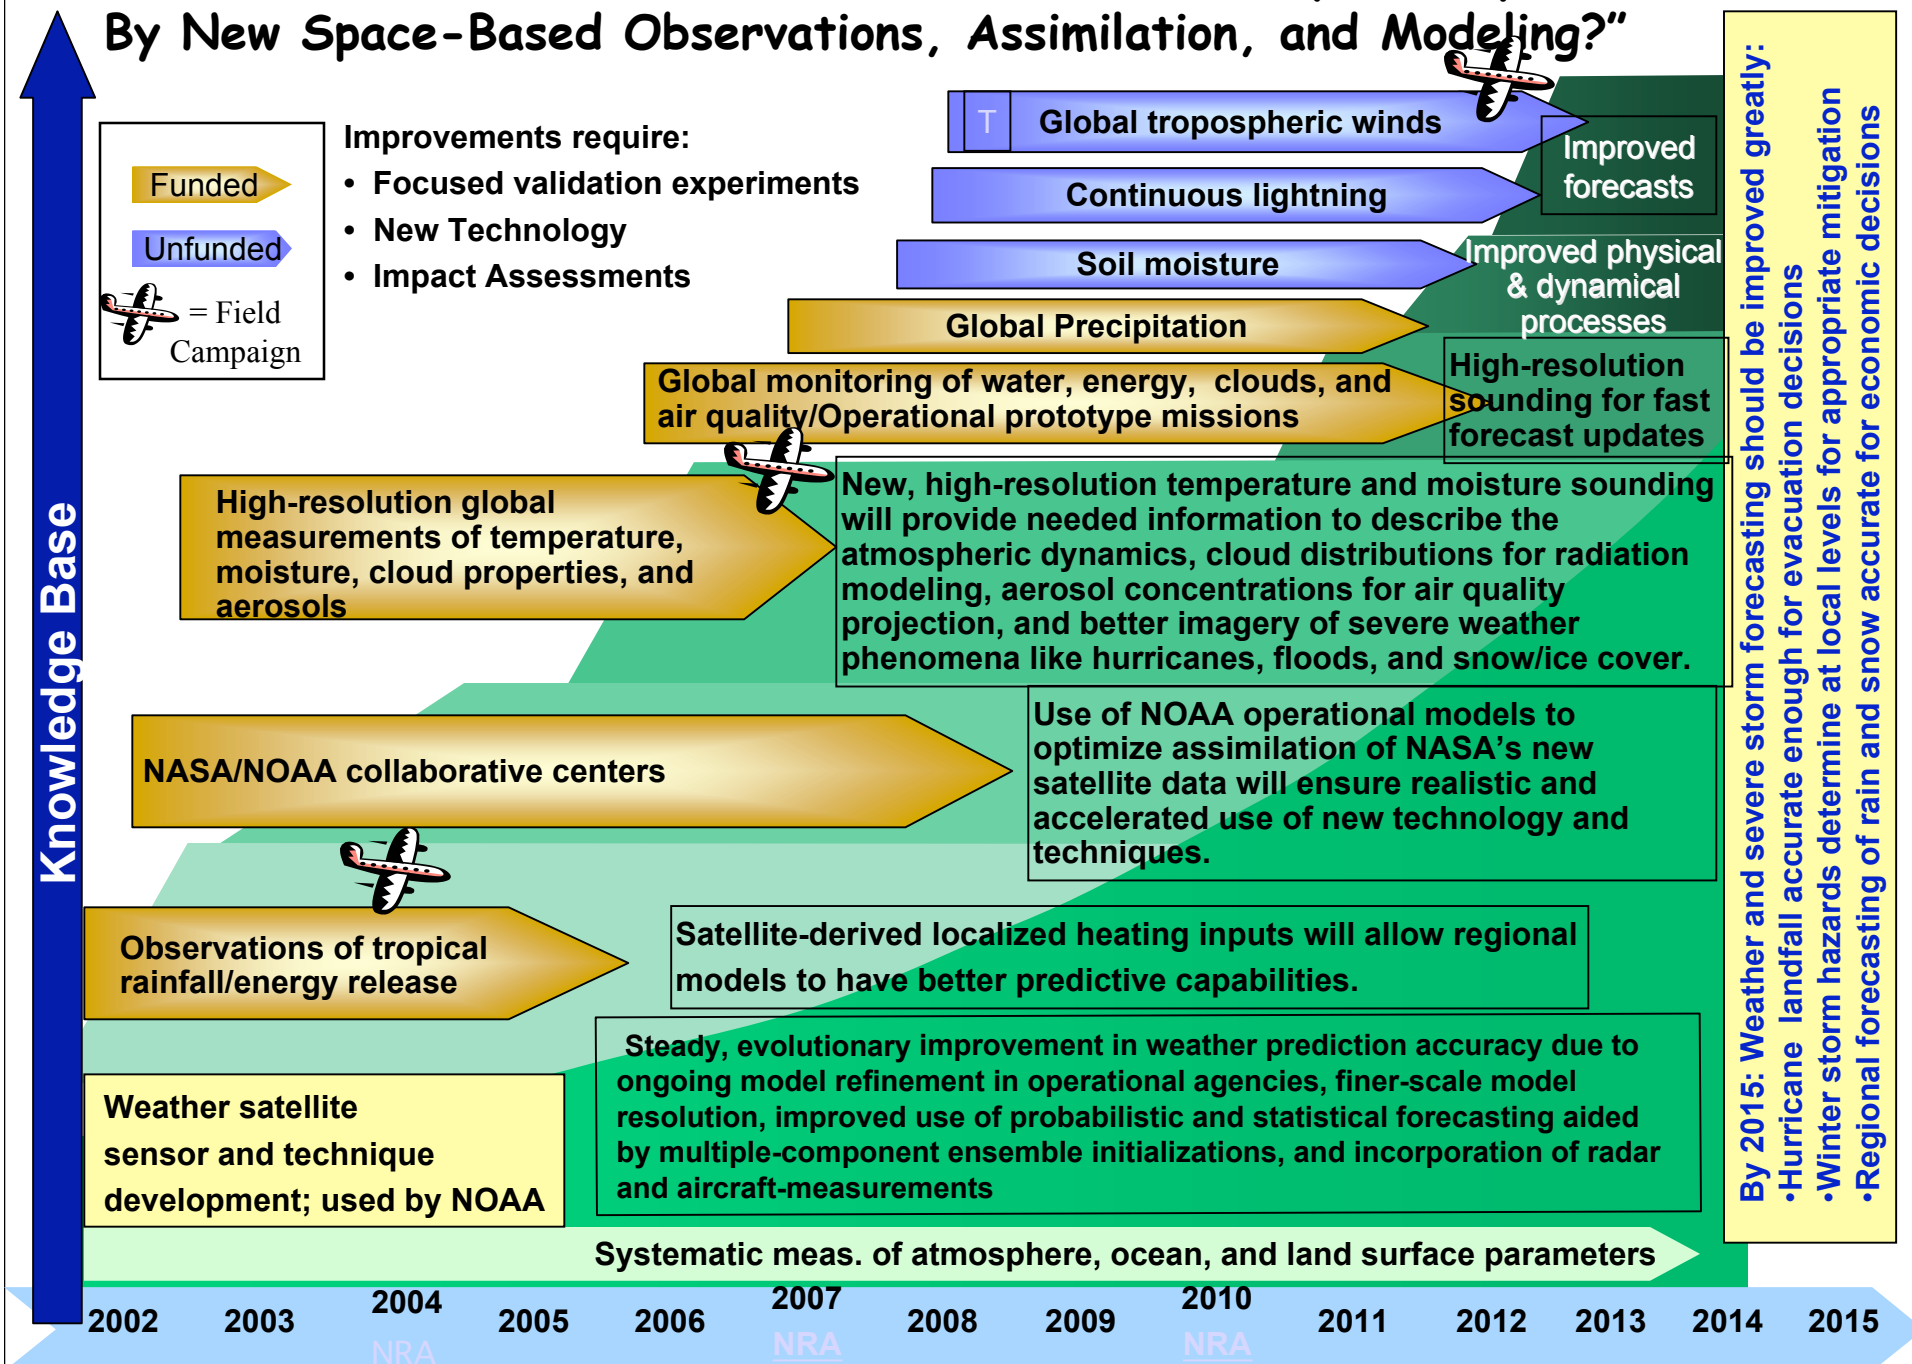 By New Space-Based Observations, Assimilation, and Modeling?”
Funded
Unfunded
= Field
Campaign
Improvements require:
• Focused validation experiments
• New Technology
• Impact Assessments
T
Global tropospheric winds
Continuous lightning
Soil moisture
Global Precipitation
Global monitoring of water, energy, clouds, and
air quality/Operational prototype missions
Improved
forecasts
Improved physical
& dynamical
processes
High-resolution
sounding for fast
forecast updates
High-resolution global
measurements of temperature,
moisture, cloud properties, and
aerosols
New, high-resolution temperature and moisture sounding
will provide needed information to describe the
atmospheric dynamics, cloud distributions for radiation
modeling, aerosol concentrations for air quality
projection, and better imagery of severe weather
phenomena like hurricanes, floods, and snow/ice cover.
NASA/NOAA collaborative centers
Use of NOAA operational models to
optimize assimilation of NASA’s new
satellite data will ensure realistic and
accelerated use of new technology and
techniques.
Observations of tropical
rainfall/energy release
Satellite-derived localized heating inputs will allow regional
models to have better predictive capabilities.
Weather satellite
sensor and technique
development; used by NOAA
Steady, evolutionary improvement in weather prediction accuracy due to
ongoing model refinement in operational agencies, finer-scale model
resolution, improved use of probabilistic and statistical forecasting aided
by multiple-component ensemble initializations, and incorporation of radar
and aircraft-measurements
Systematic meas. of atmosphere, ocean, and land surface parameters
Knowledge Base
By 2015: Weather and severe storm forecasting should be improved greatly:
•Hurricane landfall accurate enough for evacuation decisions
•Winter storm hazards determine at local levels for appropriate mitigation
•Regional forecasting of rain and snow accurate for economic decisions
2002 2003 2004 2005 2006 2007 2008 2009 2010 2011 2012 2013 2014 2015
NRA NRA NRA